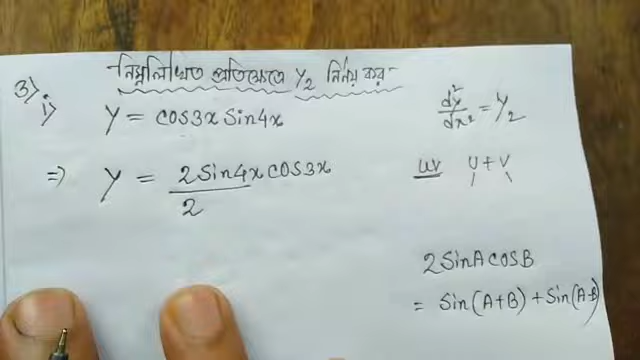 নিম্নলিখিত প্রতিক্ষেত্রে Y₂ নির্ণয় কর-
3) i) Y = cos3x Sin4x
⇒ Y = 2Sin4x cos3x / 2
d²y/dx² = Y₂
uv U + V
2SinA cosB
= Sin(A+B) + Sin(A-B)